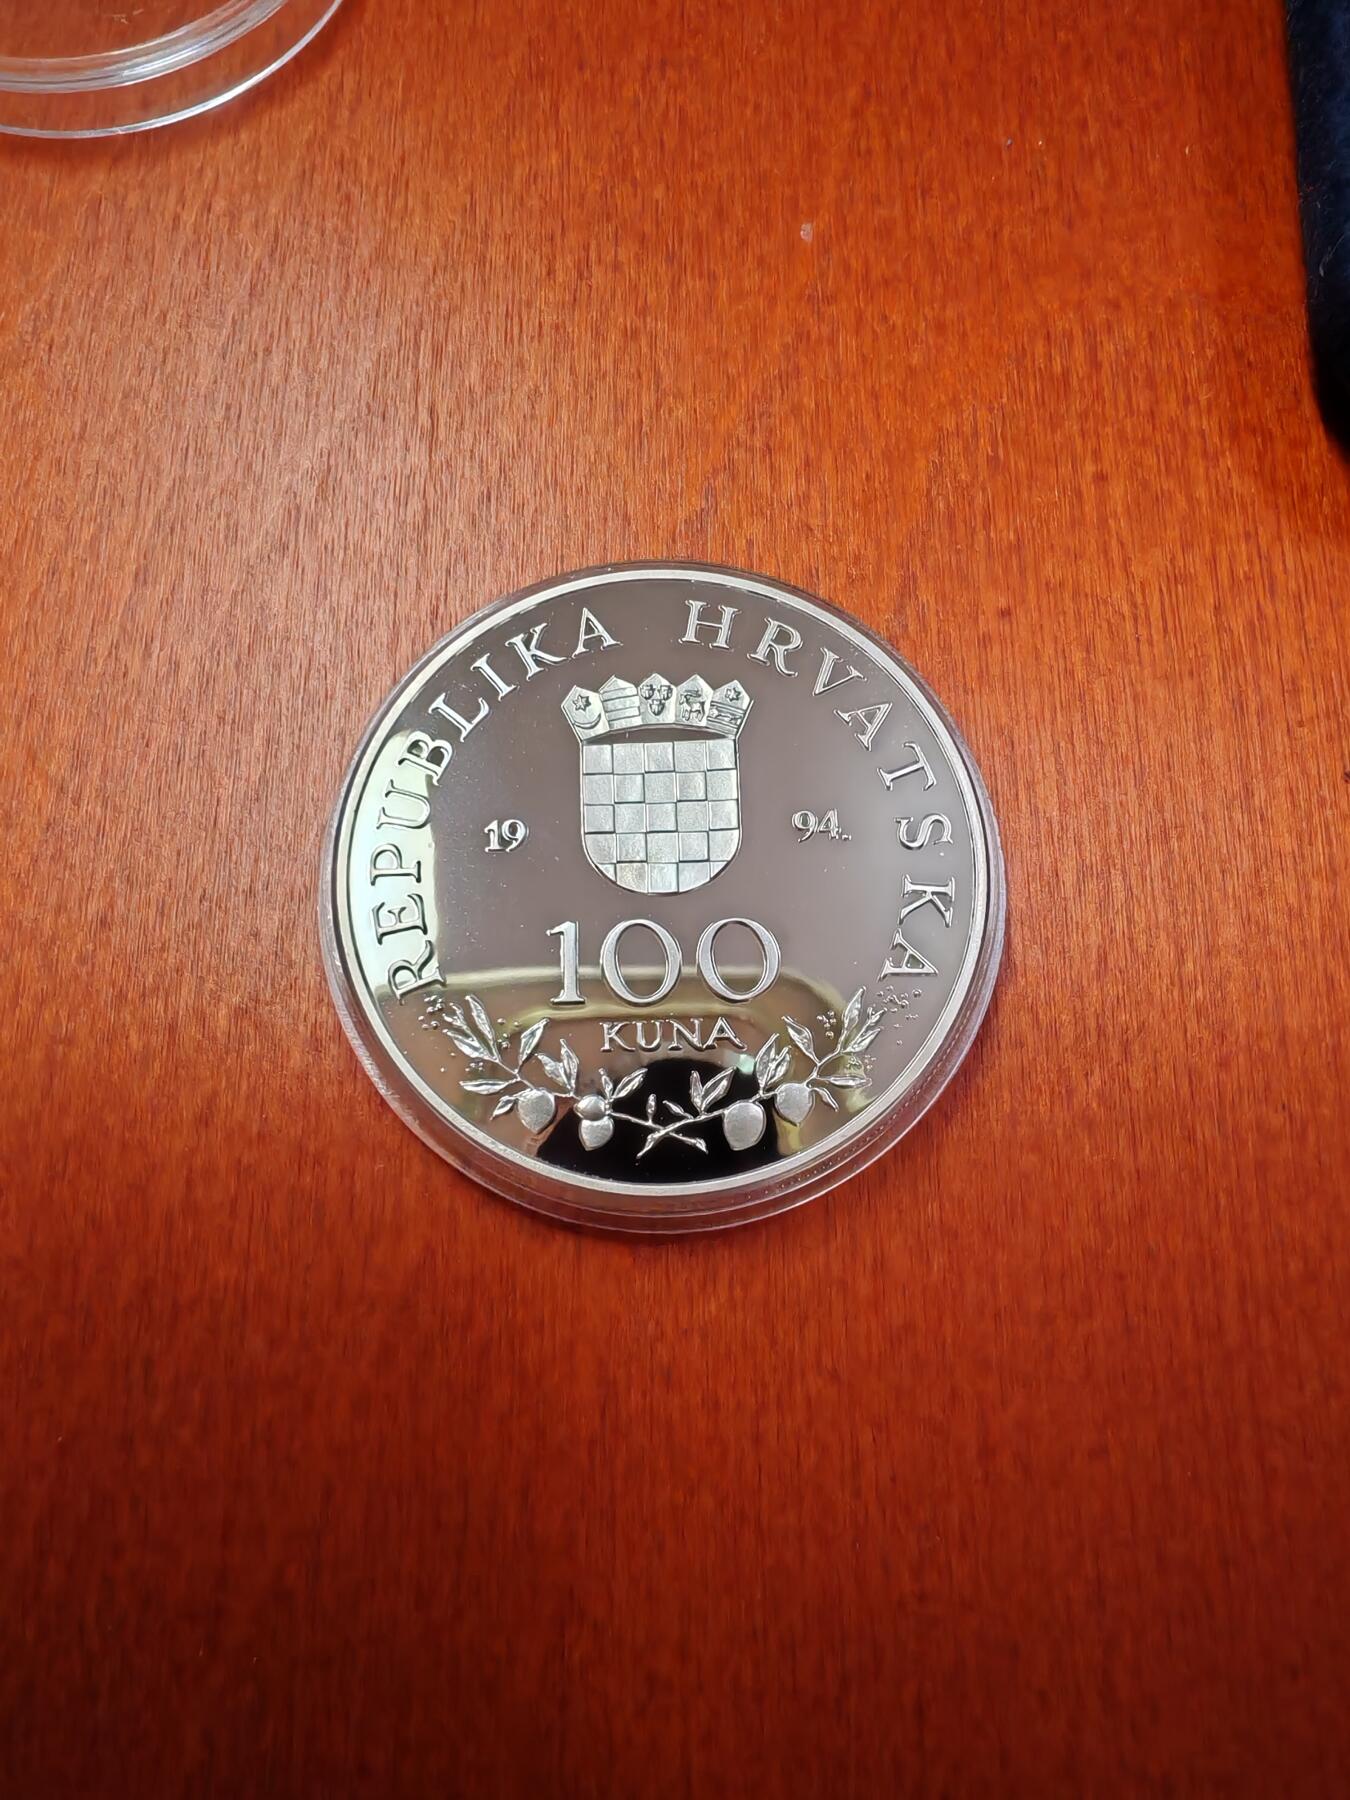 REPUBLIKA HRVATSKA
19 94.
100
KUNA